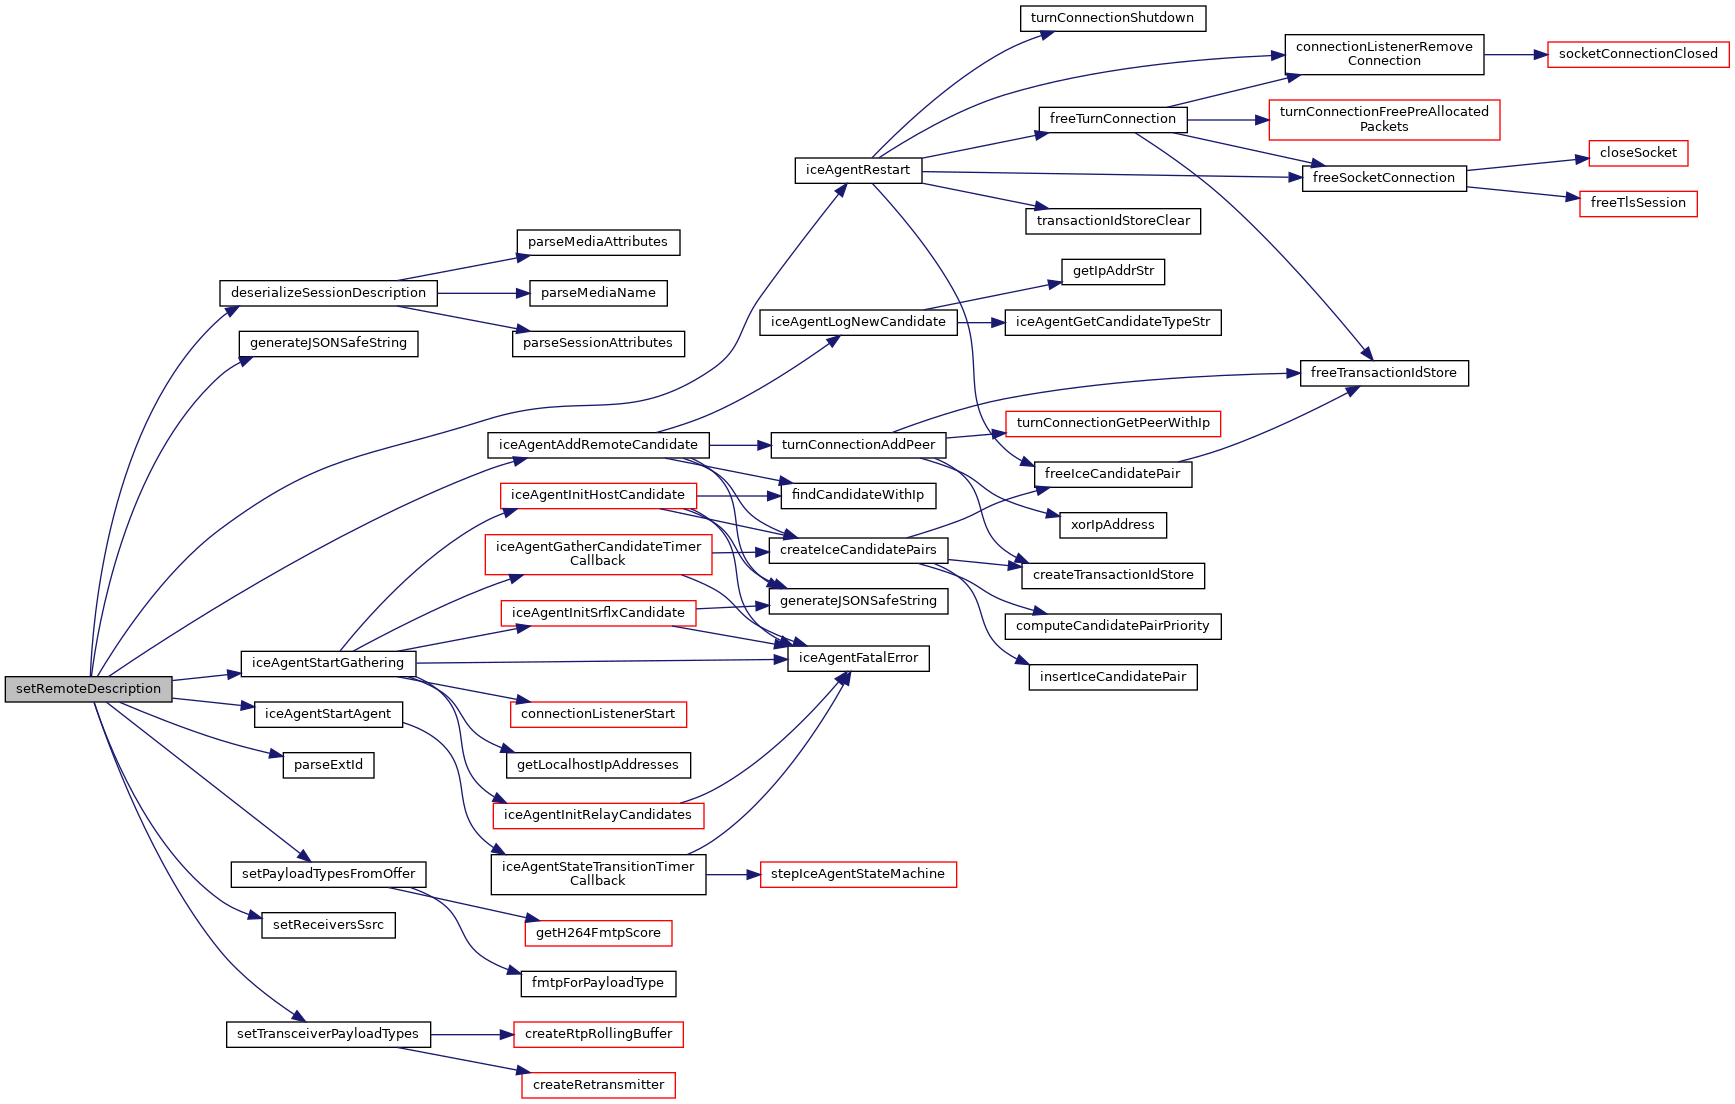 turnConnectionShutdown
connectionListenerRemove
Connection
socketConnectionClosed
turnConnectionFreePreAllocated
Packets
freeTurnConnection
closeSocket
iceAgentRestart
freeSocketConnection
freeTlsSession
transactionIdStoreClear
parseMediaAttributes
getIpAddrStr
deserializeSessionDescription
parseMediaName
iceAgentLogNewCandidate
iceAgentGetCandidateTypeStr
generateJSONSafeString
parseSessionAttributes
freeTransactionIdStore
turnConnectionGetPeerWithIp
iceAgentAddRemoteCandidate
turnConnectionAddPeer
freeIceCandidatePair
iceAgentInitHostCandidate
findCandidateWithIp
xorIpAddress
iceAgentGatherCandidateTimer
Callback
createIceCandidatePairs
createTransactionIdStore
iceAgentInitSrflxCandidate
generateJSONSafeString
computeCandidatePairPriority
iceAgentStartGathering
iceAgentFatalError
insertIceCandidatePair
setRemoteDescription
iceAgentStartAgent
connectionListenerStart
parseExtId
getLocalhostIpAddresses
iceAgentInitRelayCandidates
setPayloadTypesFromOffer
iceAgentStateTransitionTimer
Callback
stepIceAgentStateMachine
setReceiversSsrc
getH264FmtpScore
fmtpForPayloadType
setTransceiverPayloadTypes
createRtpRollingBuffer
createRetransmitter